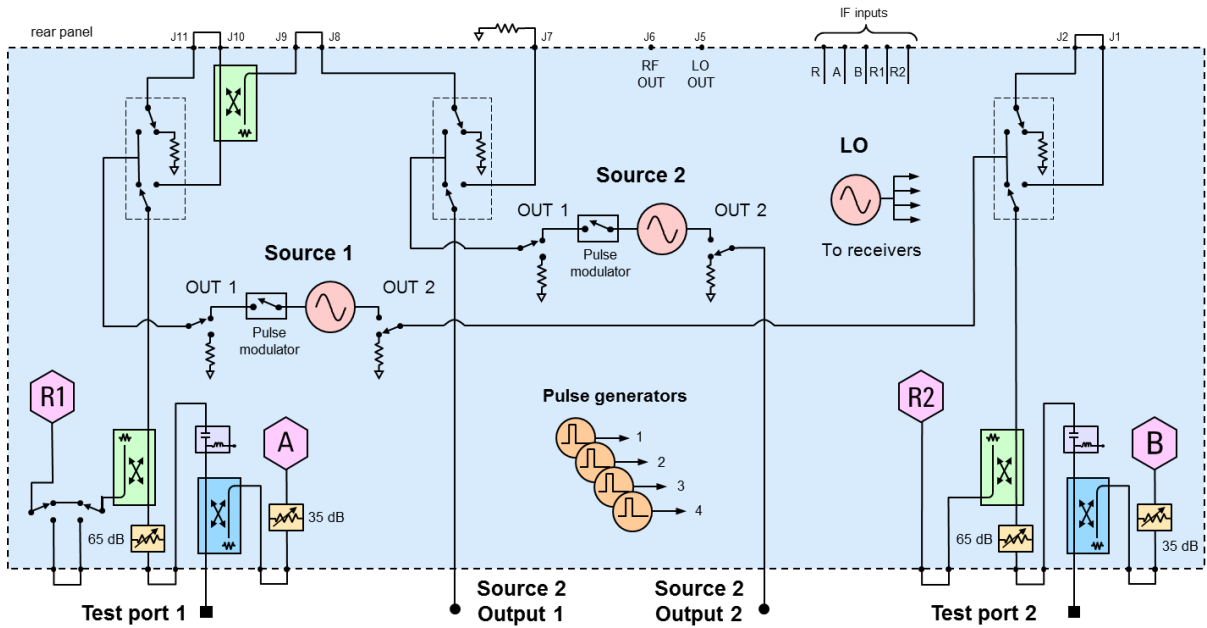 rear panel
J11
J10
J9
J8
J7
J6
J5
IF inputs
J2
J1
RF
OUT
LO
OUT
R
A
B
R1
R2
LO
To receivers
Source 2
OUT 1
OUT 2
Pulse
modulator
Source 1
OUT 1
OUT 2
Pulse
modulator
R1
A
65 dB
35 dB
Pulse generators
1
2
3
4
R2
B
65 dB
35 dB
Test port 1
Source 2
Output 1
Source 2
Output 2
Test port 2